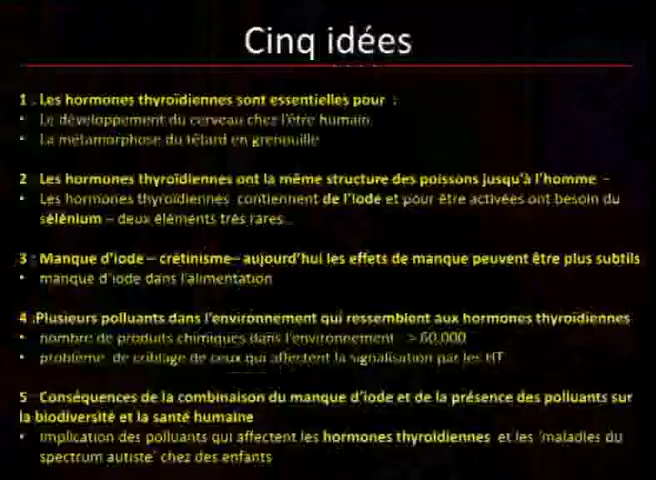 Cinq idées
1 : Les hormones thyroïdiennes sont essentielles pour :
• Le développement du cerveau chez l'être humain
• La métamorphose du têtard en grenouille
2 Les hormones thyroïdiennes ont la même structure des poissons jusqu'à l'homme –
• Les hormones thyroïdiennes contiennent de l'iode et pour être activées ont besoin du
sélénium – deux éléments très rares
3 : Manque d'iode – crétinisme – aujourd'hui les effets de manque peuvent être plus subtils
• manque d'iode dans l'alimentation
4 :Plusieurs polluants dans l'environnement qui ressemblent aux hormones thyroïdiennes
• nombre de produits chimiques dans l'environnement > 60,000
• problème de criblage de ceux qui affectent la signalisation par les HT
5 Conséquences de la combinaison du manque d'iode et de la présence des polluants sur
la biodiversité et la santé humaine
• Implication des polluants qui affectent les hormones thyroïdiennes et les 'maladies du
spectrum autiste' chez des enfants